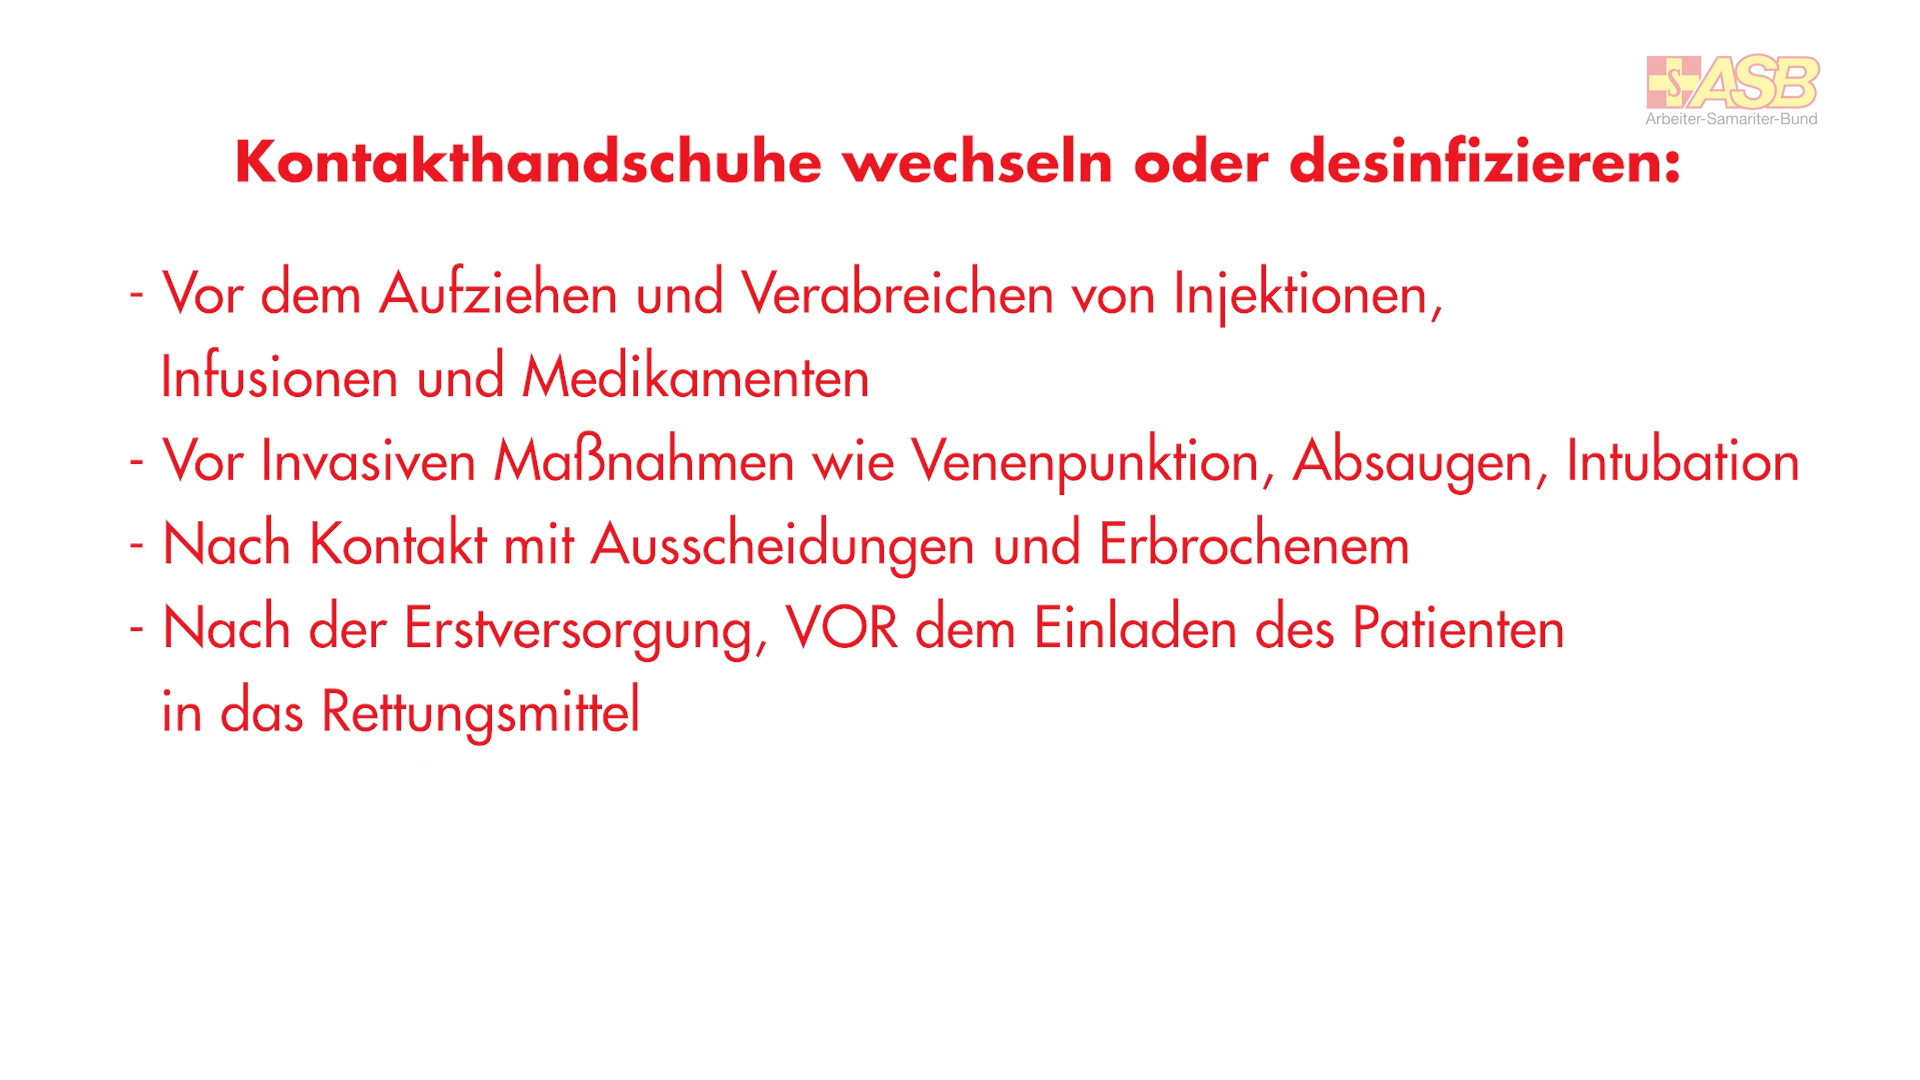 ASB
Arbeiter-Samariter-Bund
Kontakthandschuhe wechseln oder desinfizieren:
- Vor dem Aufziehen und Verabreichen von Injektionen,
Infusionen und Medikamenten
- Vor Invasiven Maßnahmen wie Venenpunktion, Absaugen, Intubation
- Nach Kontakt mit Ausscheidungen und Erbrochenem
- Nach der Erstversorgung, VOR dem Einladen des Patienten
in das Rettungsmittel